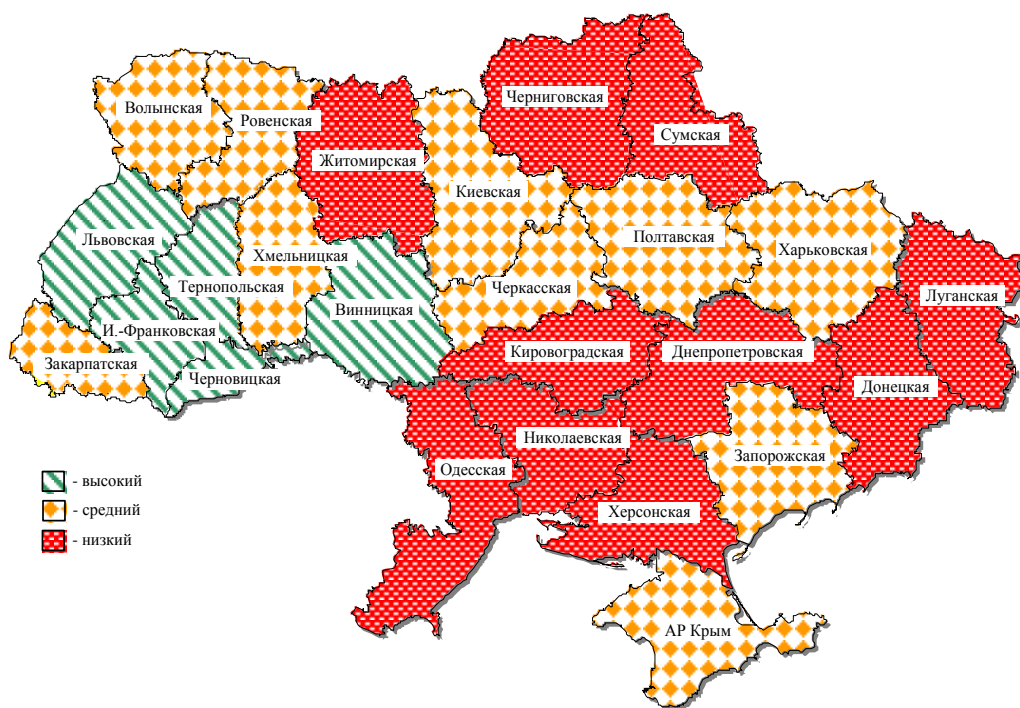 Черниговская
Волынская
Ровенская
Сумская
Житомирская
Киевская
Львовская
Полтавская
Харьковская
Хмельницкая
Тернопольская
Черкасская
Луганская
Винницкая
И.-Франковская
Кировоградская
Днепропетровская
Закарпатская
Черновицкая
Донецкая
Николаевская
Запорожская
Одесская
Херсонская
АР Крым
- высокий
- средний
- низкий